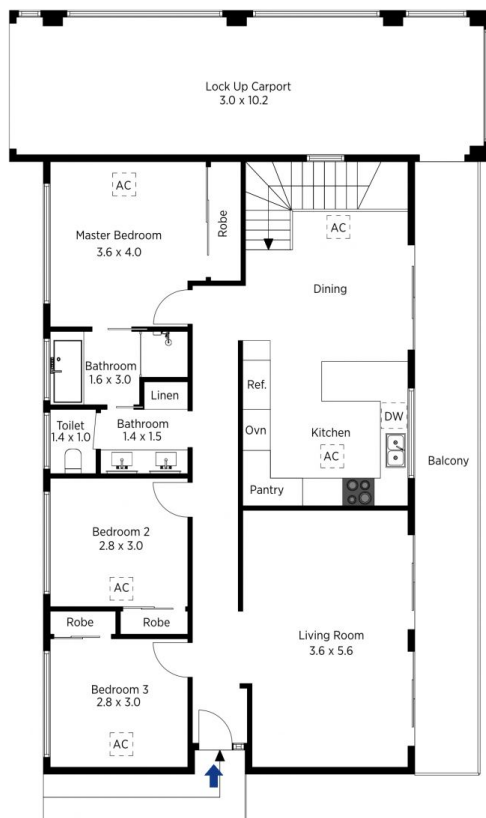 Lock Up Carport
3.0 x 10.2
AC
Master Bedroom
3.6 x 4.0
Robe
AC
Dining
Bathroom
1.6 x 3.0
Linen
Ref.
Toilet
1.4 x 1.0
Bathroom
1.4 x 1.5
Ovn
Kitchen
AC
DW
Pantry
Balcony
Bedroom 2
2.8 x 3.0
AC
Robe
Robe
Living Room
3.6 x 5.6
Bedroom 3
2.8 x 3.0
AC